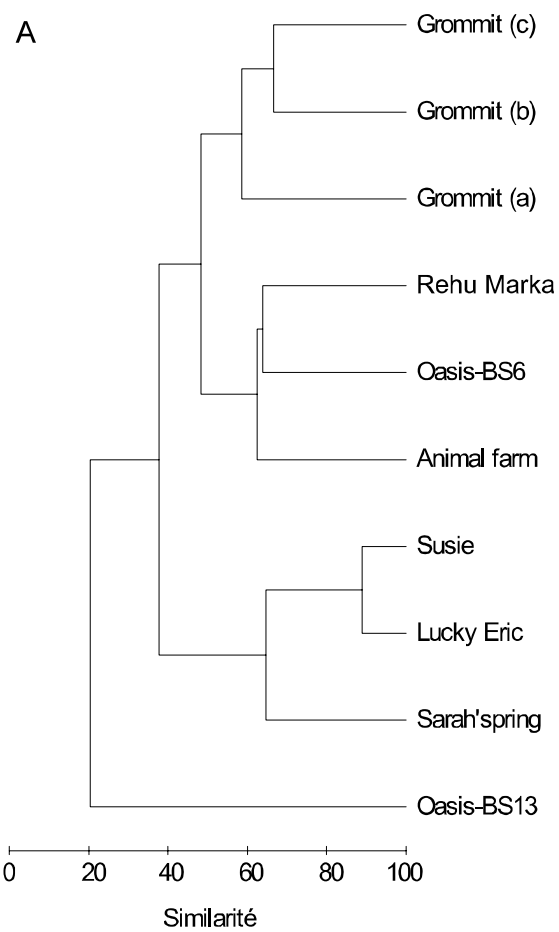 A
Grommit (c)
Grommit (b)
Grommit (a)
Rehu Marka
Oasis-BS6
Animal farm
Susie
Lucky Eric
Sarah'spring
Oasis-BS13
0 20 40 60 80 100
Similarité